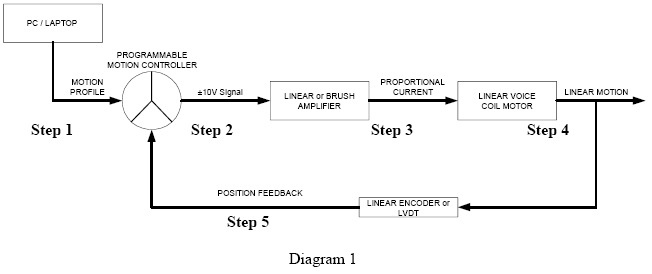 PC / LAPTOP
PROGRAMMABLE
MOTION CONTROLLER
MOTION
PROFILE
Step 1
±10V Signal
Step 2
LINEAR or BRUSH
AMPLIFIER
PROPORTIONAL
CURRENT
Step 3
LINEAR VOICE
COIL MOTOR
Step 4
LINEAR MOTION
LINEAR ENCODER or
LVDT
POSITION FEEDBACK
Step 5
Diagram 1